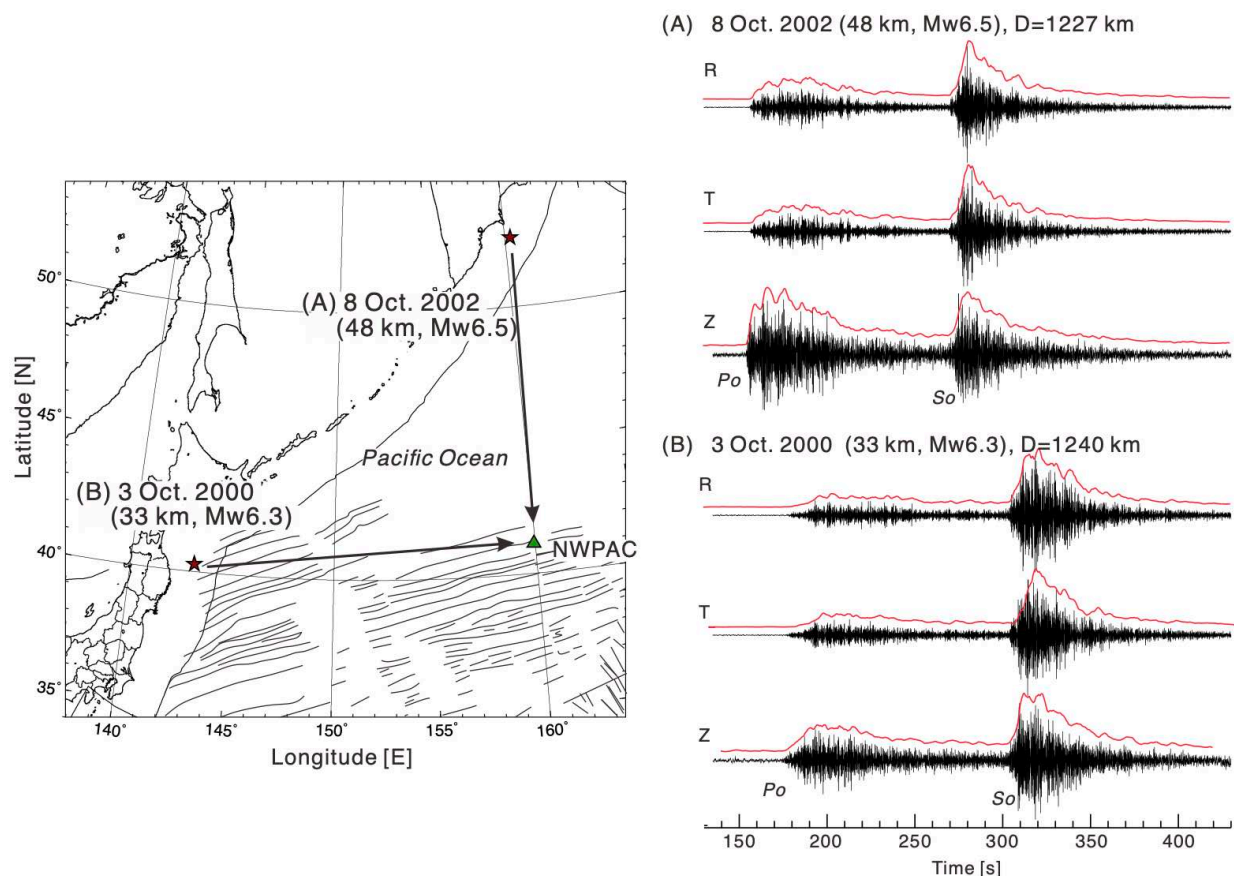 50°
45°
40°
35°
140°
145°
150°
155°
160°
Latitude [N]
Longitude [E]
(A) 8 Oct. 2002
(48 km, Mw6.5)
Pacific Ocean
(B) 3 Oct. 2000
(33 km, Mw6.3)
NWPAC
(A) 8 Oct. 2002 (48 km, Mw6.5), D=1227 km
R
T
Z
Po
So
(B) 3 Oct. 2000 (33 km, Mw6.3), D=1240 km
R
T
Z
Po
So
150 200 250 300 350 400
Time [s]